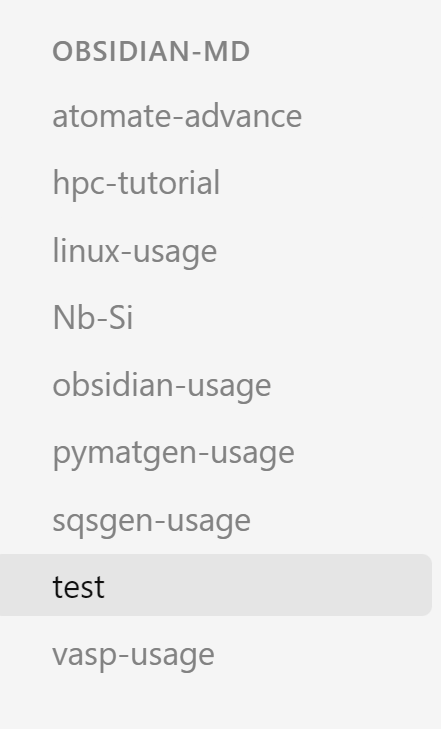 OBSIDIAN-MD
atomate-advance
hpc-tutorial
linux-usage
Nb-Si
obsidian-usage
pymatgen-usage
sqsgen-usage
test
vasp-usage